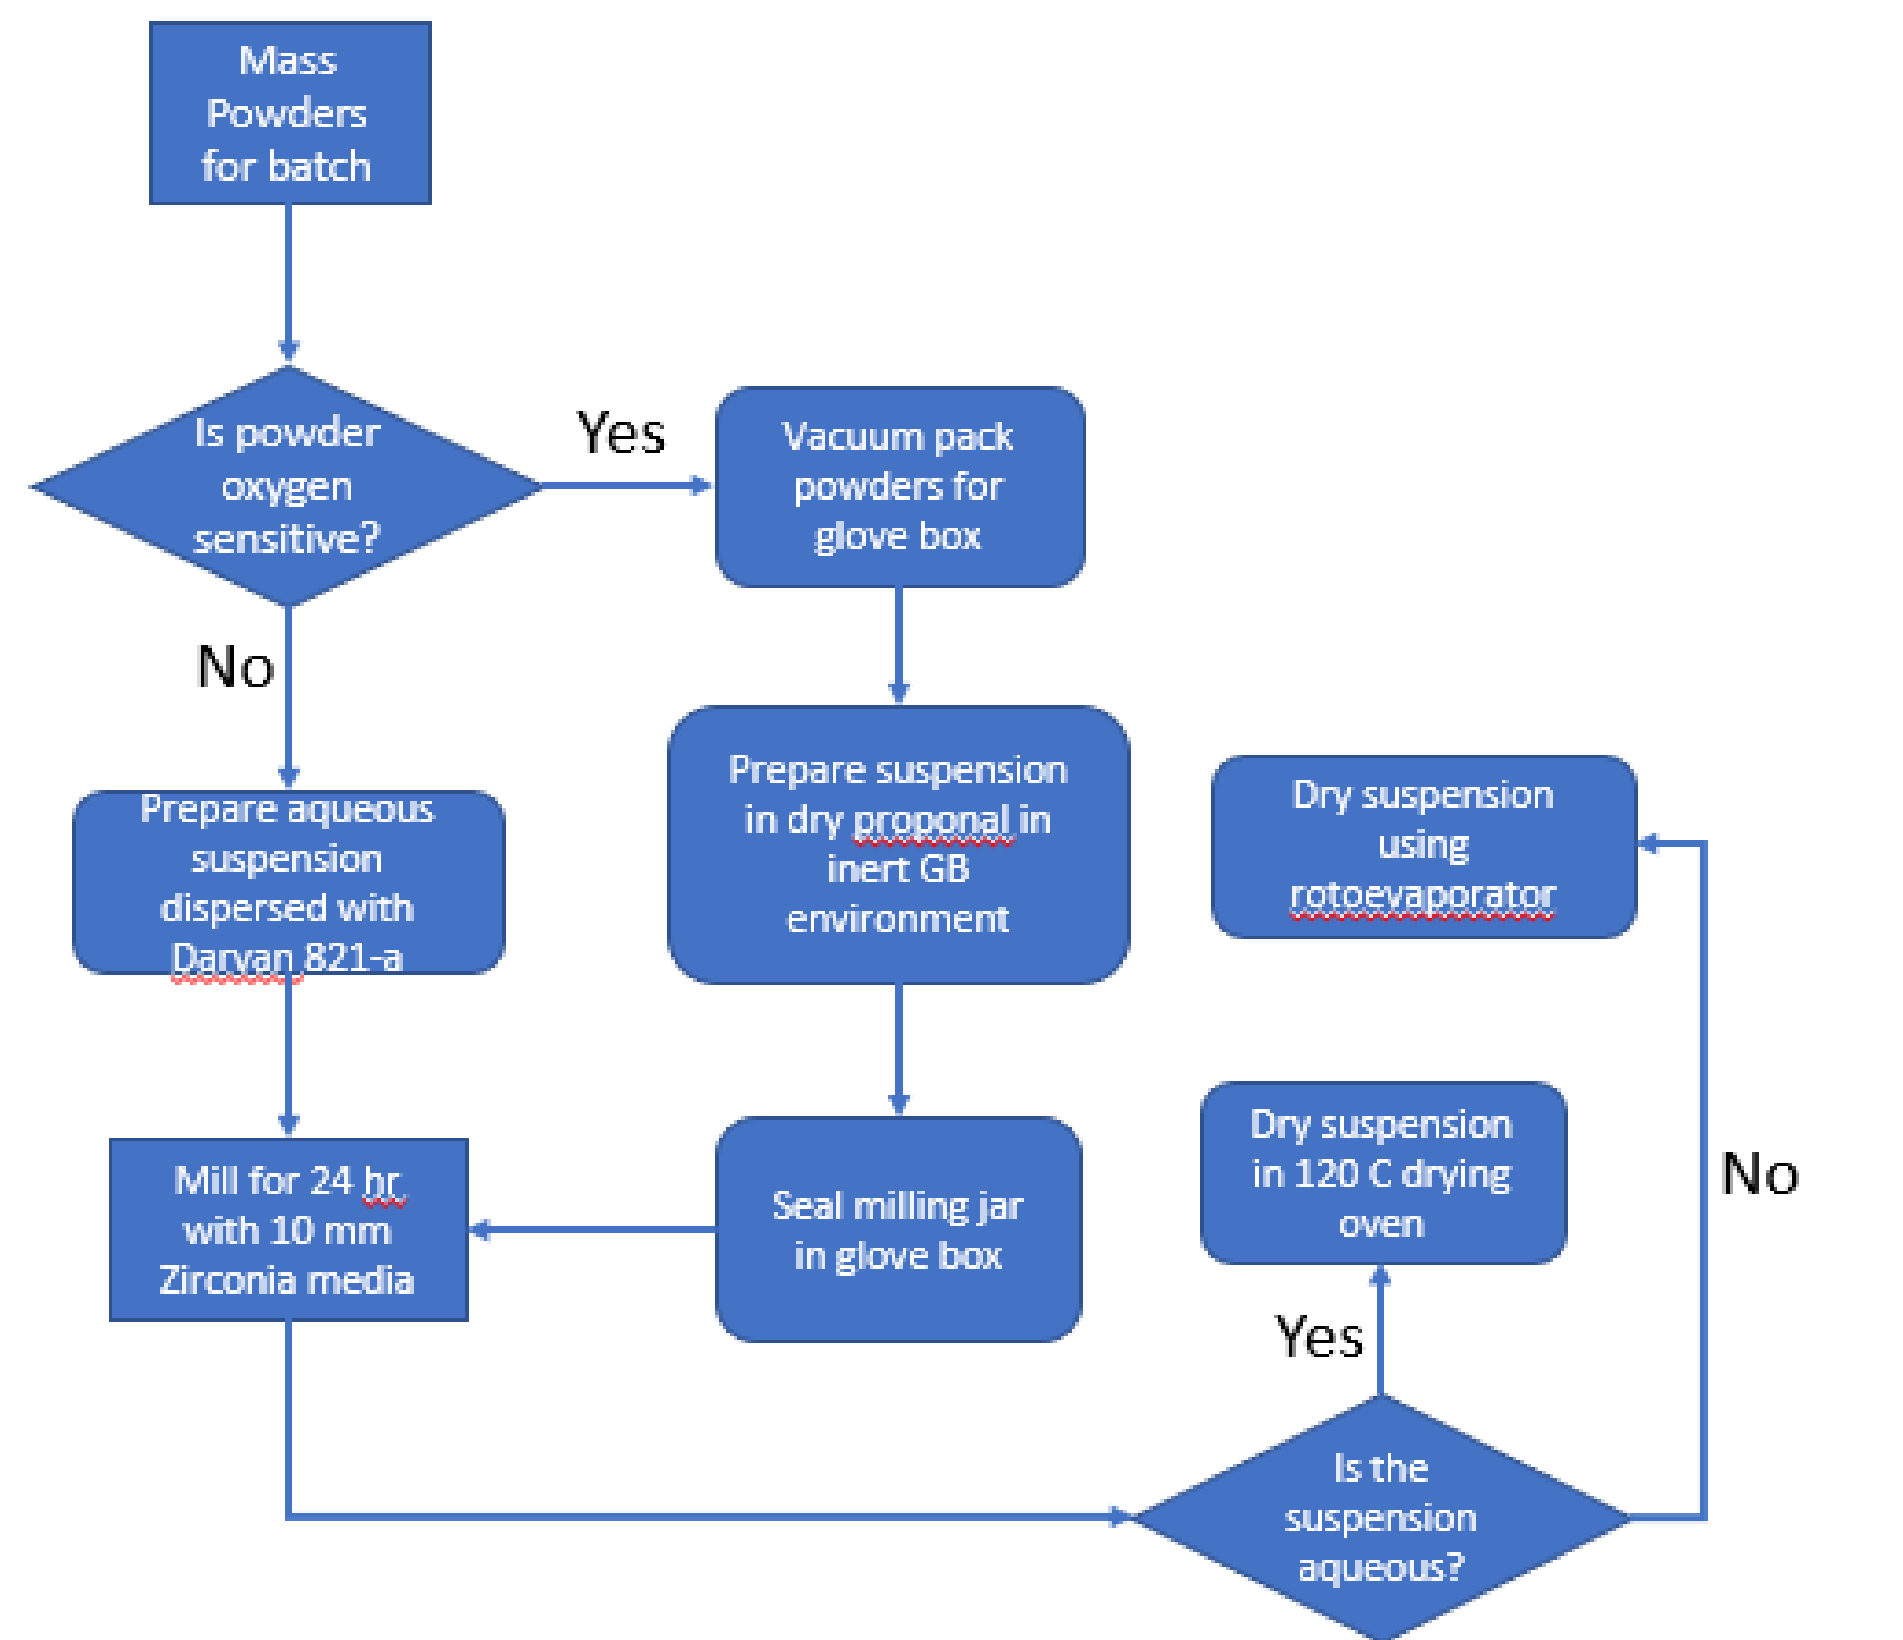 Mass
Powders
for batch
Is powder
oxygen
sensitive?
Yes
Vacuum pack
powders for
glove box
No
Prepare aqueous
suspension
dispersed with
Darvan 821-a
Prepare suspension
in dry proponal in
inert GB
environment
Dry suspension
using
rotoevaporator
Mill for 24 hr
with 10 mm
Zirconia media
Seal milling jar
in glove box
Dry suspension
in 120 C drying
oven
No
Yes
Is the
suspension
aqueous?